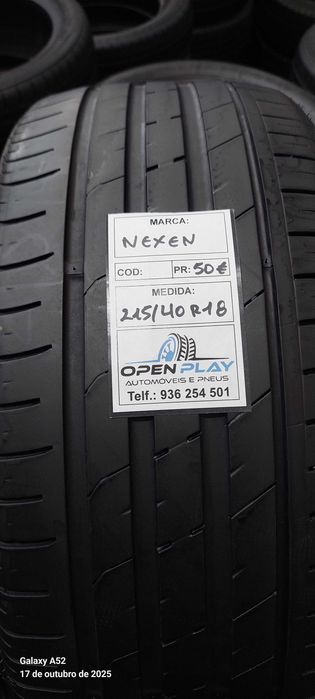 MARCA:
NEXEN
COD: PR: 50€
MEDIDA:
215/40 R18
OPEN PLAY
AUTOMÓVEIS E PNEUS
Telf.: 936 254 501
Galaxy A52
17 de outubro de 2025